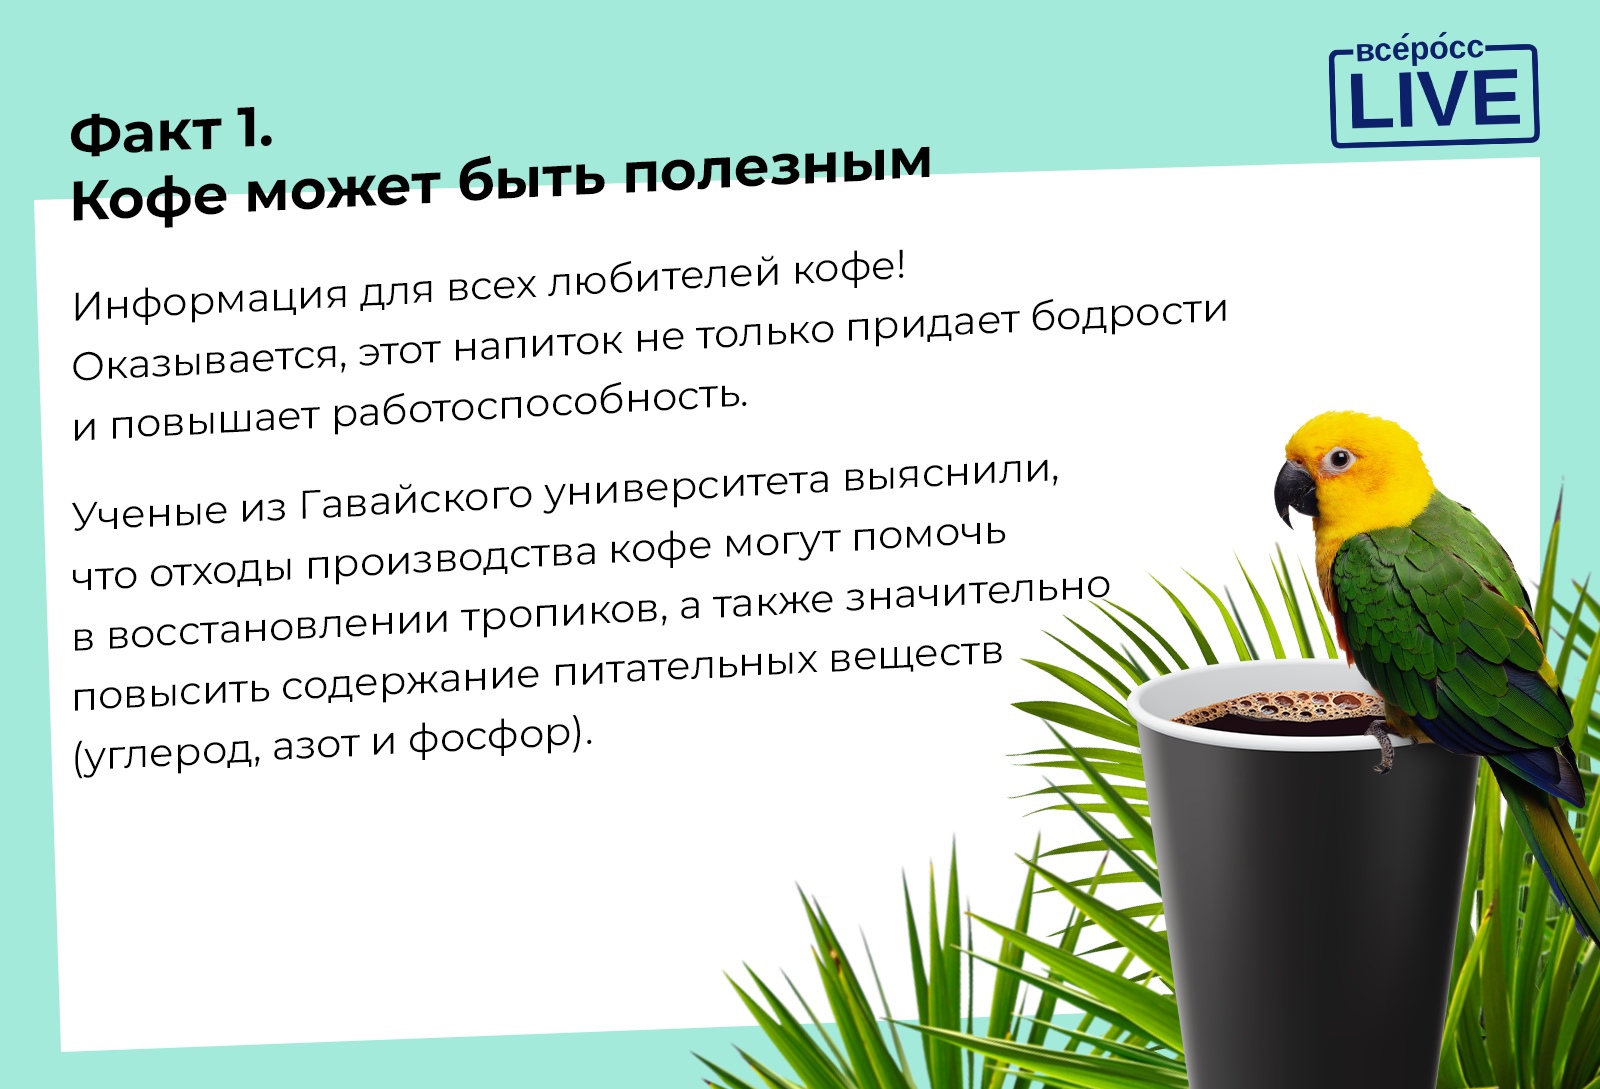 всéрóсс
LIVE
Факт 1.
Кофе может быть полезным
Информация для всех любителей кофе!
Оказывается, этот напиток не только придает бодрости
и повышает работоспособность.
Ученые из Гавайского университета выяснили,
что отходы производства кофе могут помочь
в восстановлении тропиков, а также значительно
повысить содержание питательных веществ
(углерод, азот и фосфор).